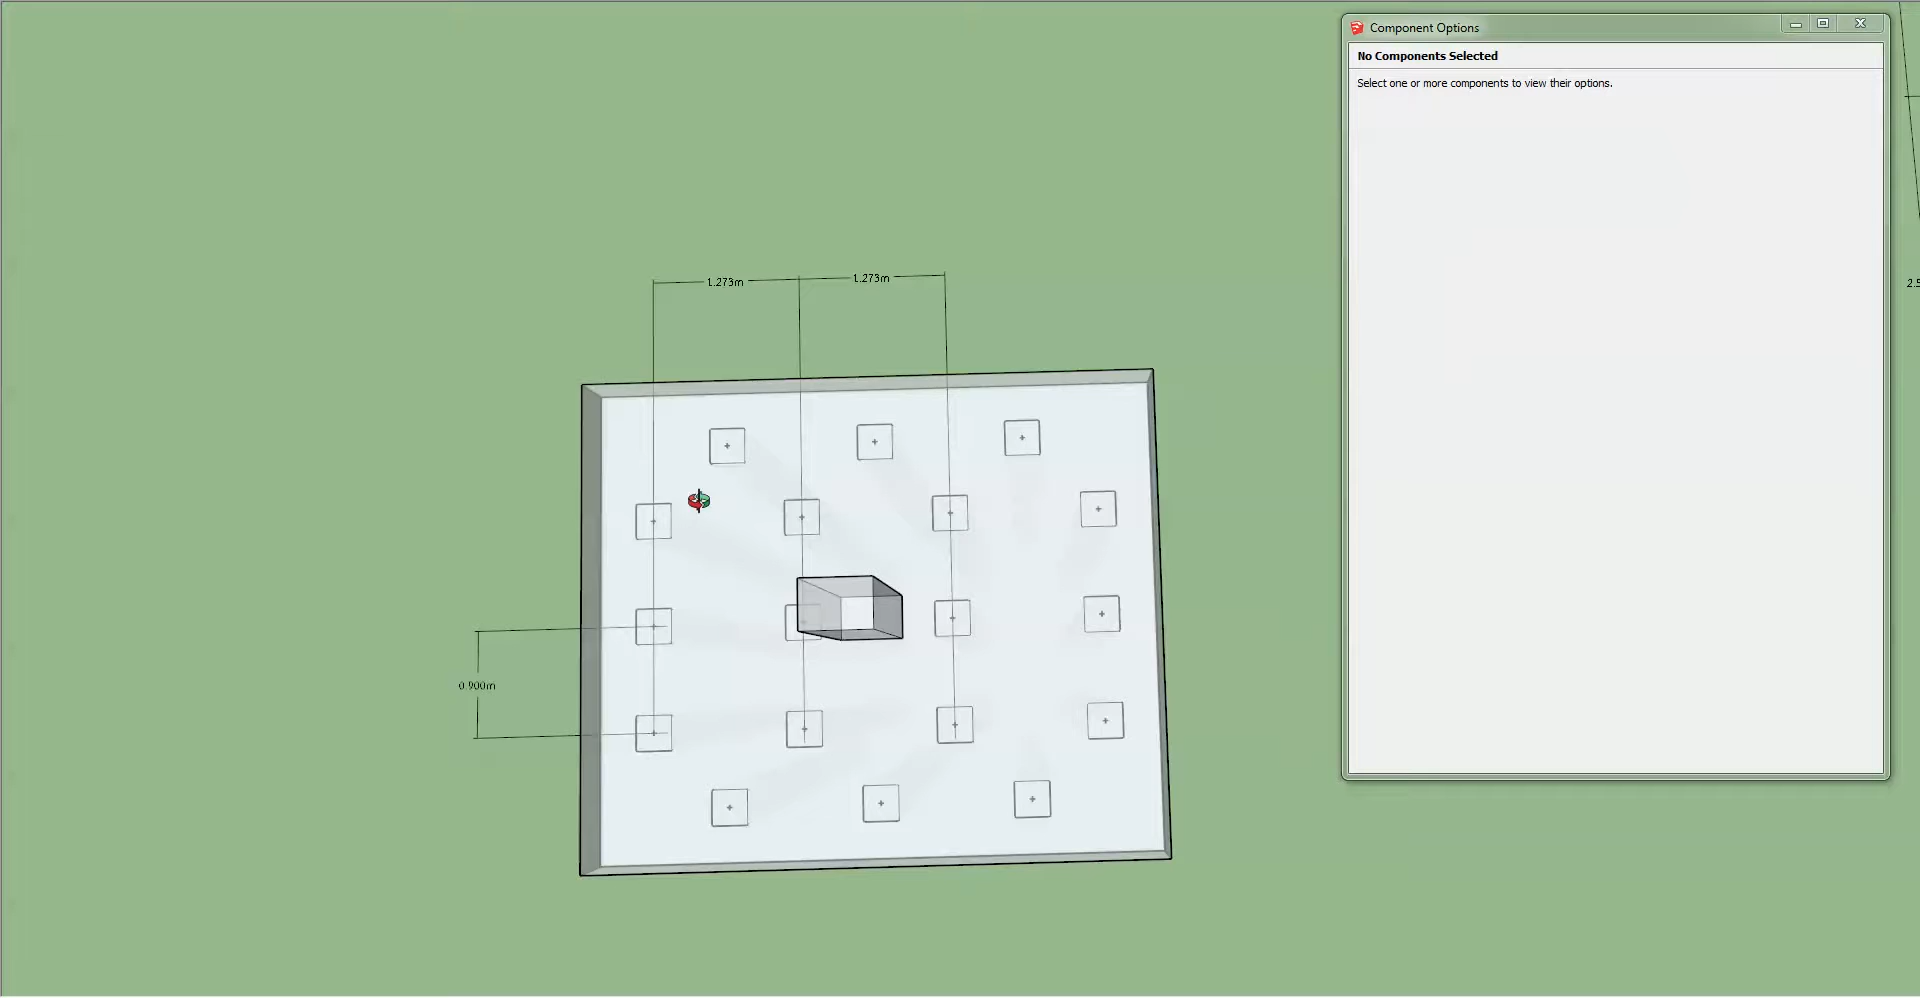 Component Options
No Components Selected
Select one or more components to view their options.
1.273m
1.273m
0.900m